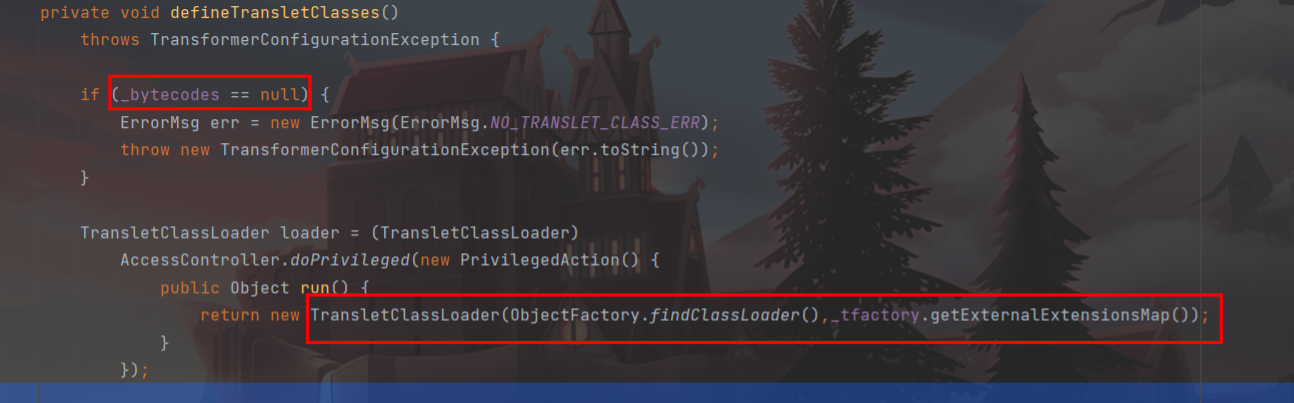 private void defineTransletClasses()
throws TransformerConfigurationException {
if (_bytecodes == null) {
ErrorMsg err = new ErrorMsg(ErrorMsg.NO_TRANSLET_CLASS_ERR);
throw new TransformerConfigurationException(err.toString());
}
TransletClassLoader loader = (TransletClassLoader)
AccessController.doPrivileged(new PrivilegedAction() {
public Object run() {
return new TransletClassLoader(ObjectFactory.findClassLoader(),_tfactory.getExternalExtensionsMap());
}
});